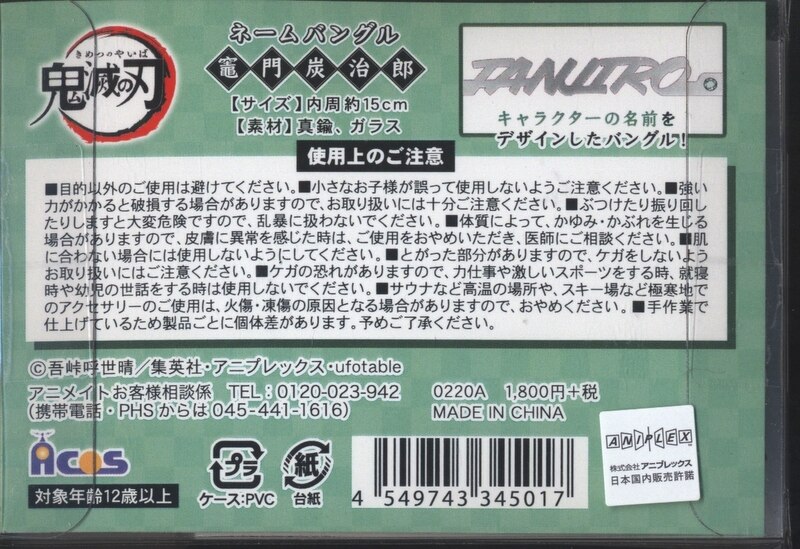 きめつのやいば
鬼滅の刃
ネームバングル
竈門炭治郎
【サイズ】内周約15cm
【素材】真鍮、ガラス
TANJIRO
キャラクターの名前を
デザインしたバングル!
使用上のご注意
■目的以外のご使用は避けてください。■小さなお子様が誤って使用しないようご注意ください。■強い
力がかかると破損する場合がありますので、お取り扱いには十分ご注意ください。■ぶつけたり振り回し
たりしますと大変危険ですので、乱暴に扱わないでください。■体質によって、かゆみ・かぶれを生じる
場合がありますので、皮膚に異常を感じた時は、ご使用をおやめいただき、医師にご相談ください。■肌
に合わない場合には使用しないようにしてください。■とがった部分がありますので、ケガをしないよう
お取り扱いにはご注意ください。■ケガの恐れがありますので、力仕事や激しいスポーツをする時、就寝
時や幼児の世話をする時は使用しないでください。■サウナなど高温の場所や、スキー場など極寒地で
のアクセサリーのご使用は、火傷・凍傷の原因となる場合がありますので、おやめください。■手作業で
仕上げているため製品ごとに個体差があります。予めご了承ください。
©吾峠呼世晴/集英社・アニプレックス・ufotable
アニメイトお客様相談係 TEL:0120-023-942
(携帯電話・PHSからは045-441-1616)
0220A 1,800円+税
MADE IN CHINA
Acos
対象年齢12歳以上
プラ
ケース:PVC
紙
台紙
4 549743 345017
ANIPLEX
株式会社アニプレックス
日本国内販売許諾